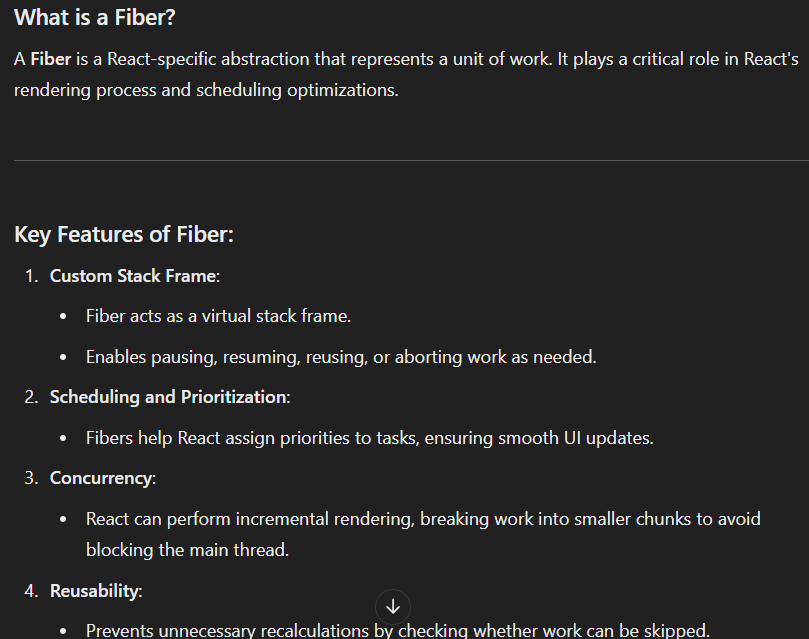 What is a Fiber?
A Fiber is a React-specific abstraction that represents a unit of work. It plays a critical role in React's
rendering process and scheduling optimizations.
Key Features of Fiber:
1. Custom Stack Frame:
• Fiber acts as a virtual stack frame.
• Enables pausing, resuming, reusing, or aborting work as needed.
2. Scheduling and Prioritization:
• Fibers help React assign priorities to tasks, ensuring smooth UI updates.
3. Concurrency:
• React can perform incremental rendering, breaking work into smaller chunks to avoid
blocking the main thread.
4. Reusability:
• Prevents unnecessary recalculations by checking whether work can be skipped.